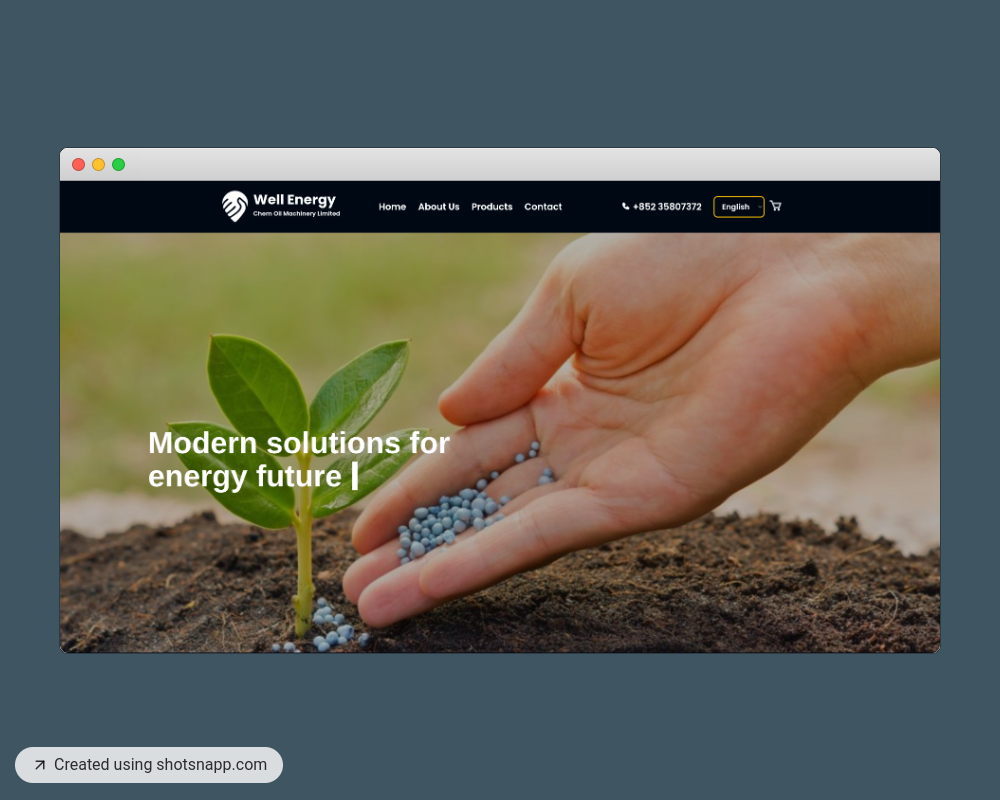 Well Energy
Chem Oil Machinery Limited
Home About Us Products Contact
+852 35807372
English
Modern solutions for
energy future
Created using shotsnapp.com